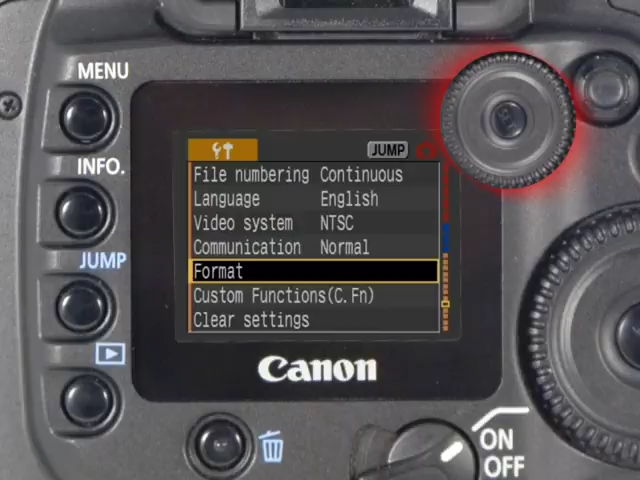 MENU
INFO.
JUMP
JUMP
File numbering Continuous
Language English
Video system NTSC
Communication Normal
Format
Custom Functions(C.Fn)
Clear settings
Canon
ON
OFF